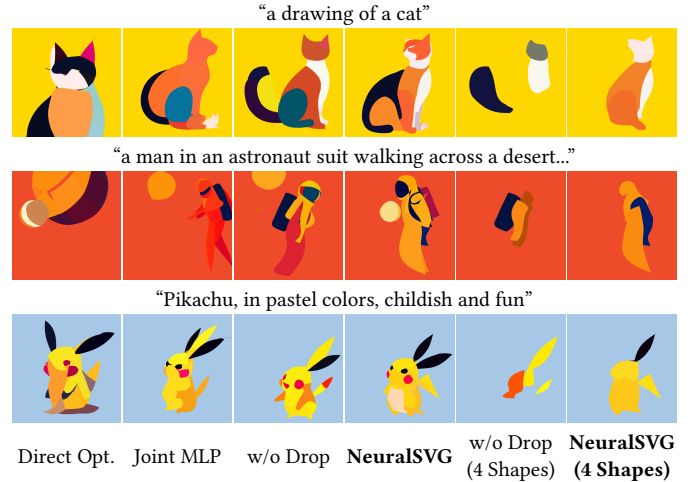 “a drawing of a cat”
“a man in an astronaut suit walking across a desert...”
“Pikachu, in pastel colors, childish and fun”
Direct Opt. Joint MLP w/o Drop NeuralSVG w/o Drop (4 Shapes) NeuralSVG (4 Shapes)